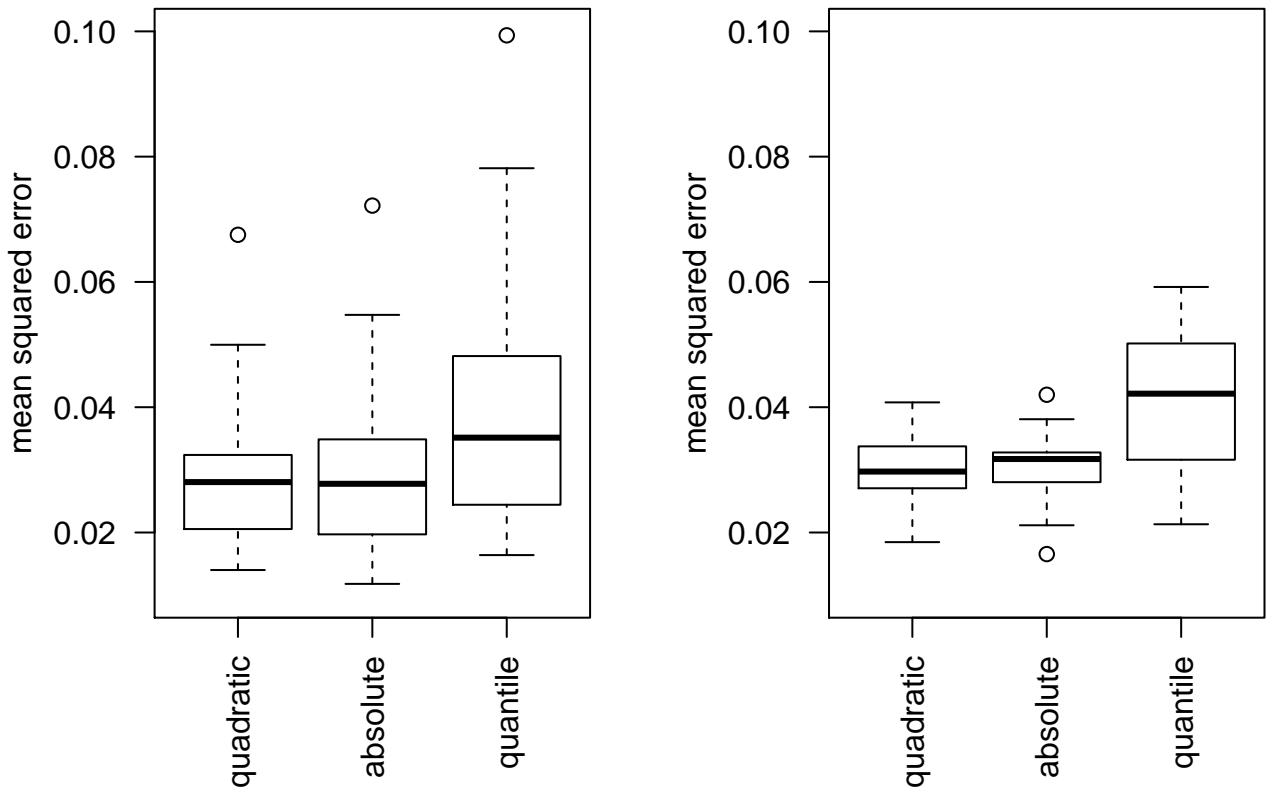 mean squared error
0.10
0.08
0.06
0.04
0.02
quadratic
absolute
quantile
mean squared error
0.10
0.08
0.06
0.04
0.02
quadratic
absolute
quantile